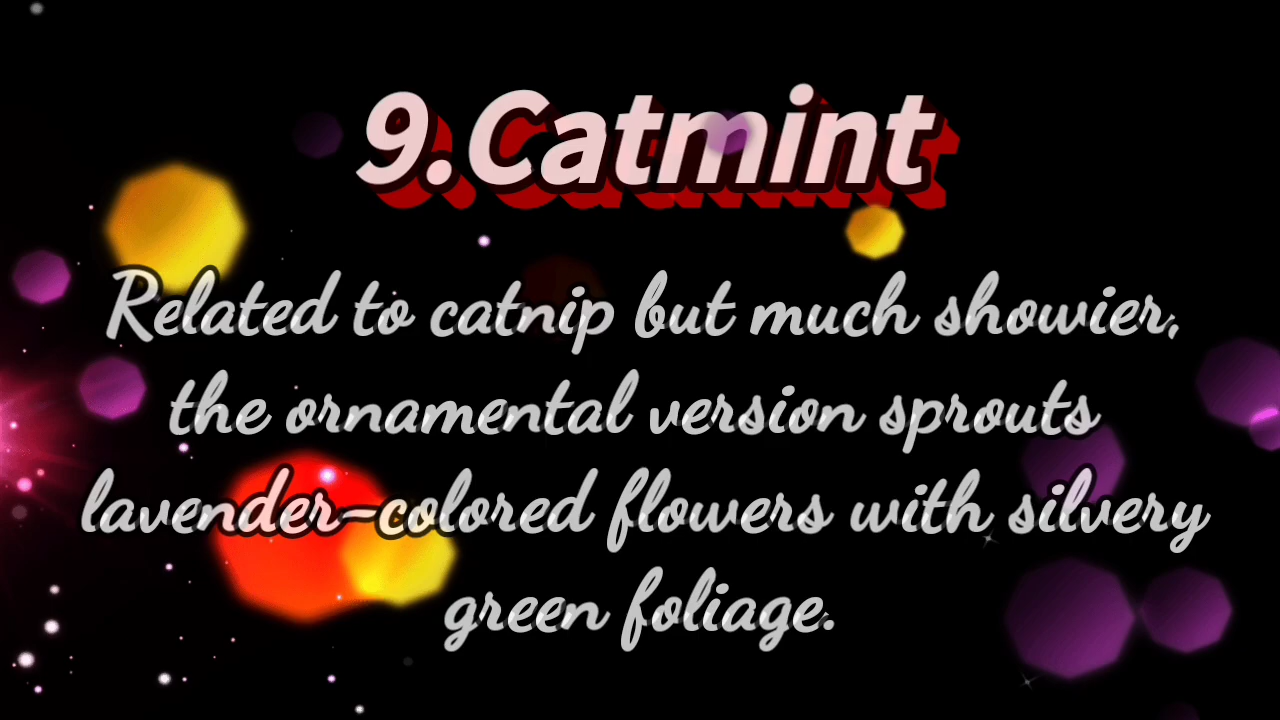 9.Catmint
Related to catnip but much showier,
the ornamental version sprouts
lavender-colored flowers with silvery
green foliage.